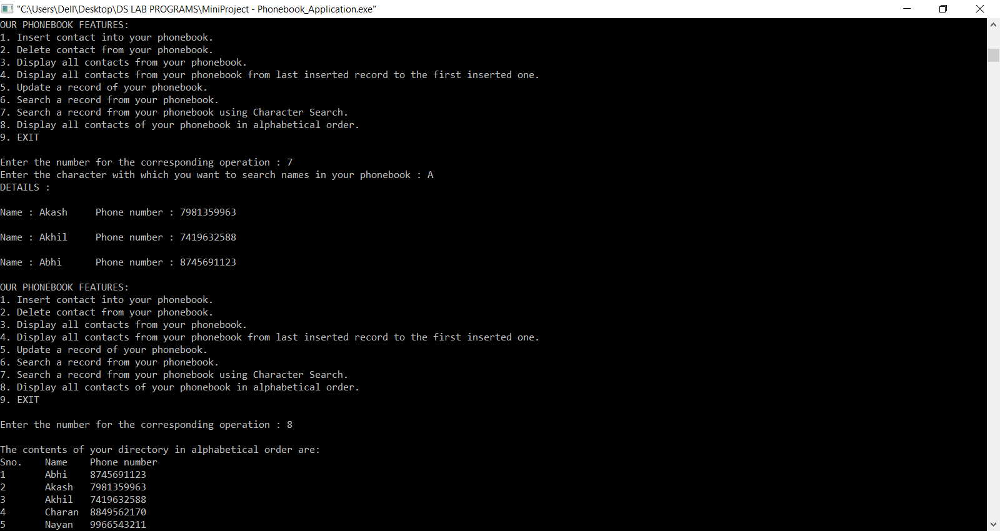 "C:\Users\Dell\Desktop\DS LAB PROGRAMS\MiniProject - Phonebook_Application.exe"
OUR PHONEBOOK FEATURES:
1. Insert contact into your phonebook.
2. Delete contact from your phonebook.
3. Display all contacts from your phonebook.
4. Display all contacts from your phonebook from last inserted record to the first inserted one.
5. Update a record of your phonebook.
6. Search a record from your phonebook.
7. Search a record from your phonebook using Character Search.
8. Display all contacts of your phonebook in alphabetical order.
9. EXIT
Enter the number for the corresponding operation : 7
Enter the character with which you want to search names in your phonebook : A
DETAILS :
Name : Akash     Phone number : 7981359963
Name : Akhil     Phone number : 7419632588
Name : Abhi      Phone number : 8745691123
OUR PHONEBOOK FEATURES:
1. Insert contact into your phonebook.
2. Delete contact from your phonebook.
3. Display all contacts from your phonebook.
4. Display all contacts from your phonebook from last inserted record to the first inserted one.
5. Update a record of your phonebook.
6. Search a record from your phonebook.
7. Search a record from your phonebook using Character Search.
8. Display all contacts of your phonebook in alphabetical order.
9. EXIT
Enter the number for the corresponding operation : 8
The contents of your directory in alphabetical order are:
Sno.    Name    Phone number
1       Abhi    8745691123
2       Akash   7981359963
3       Akhil   7419632588
4       Charan  8849562170
5       Nayan   9966543211